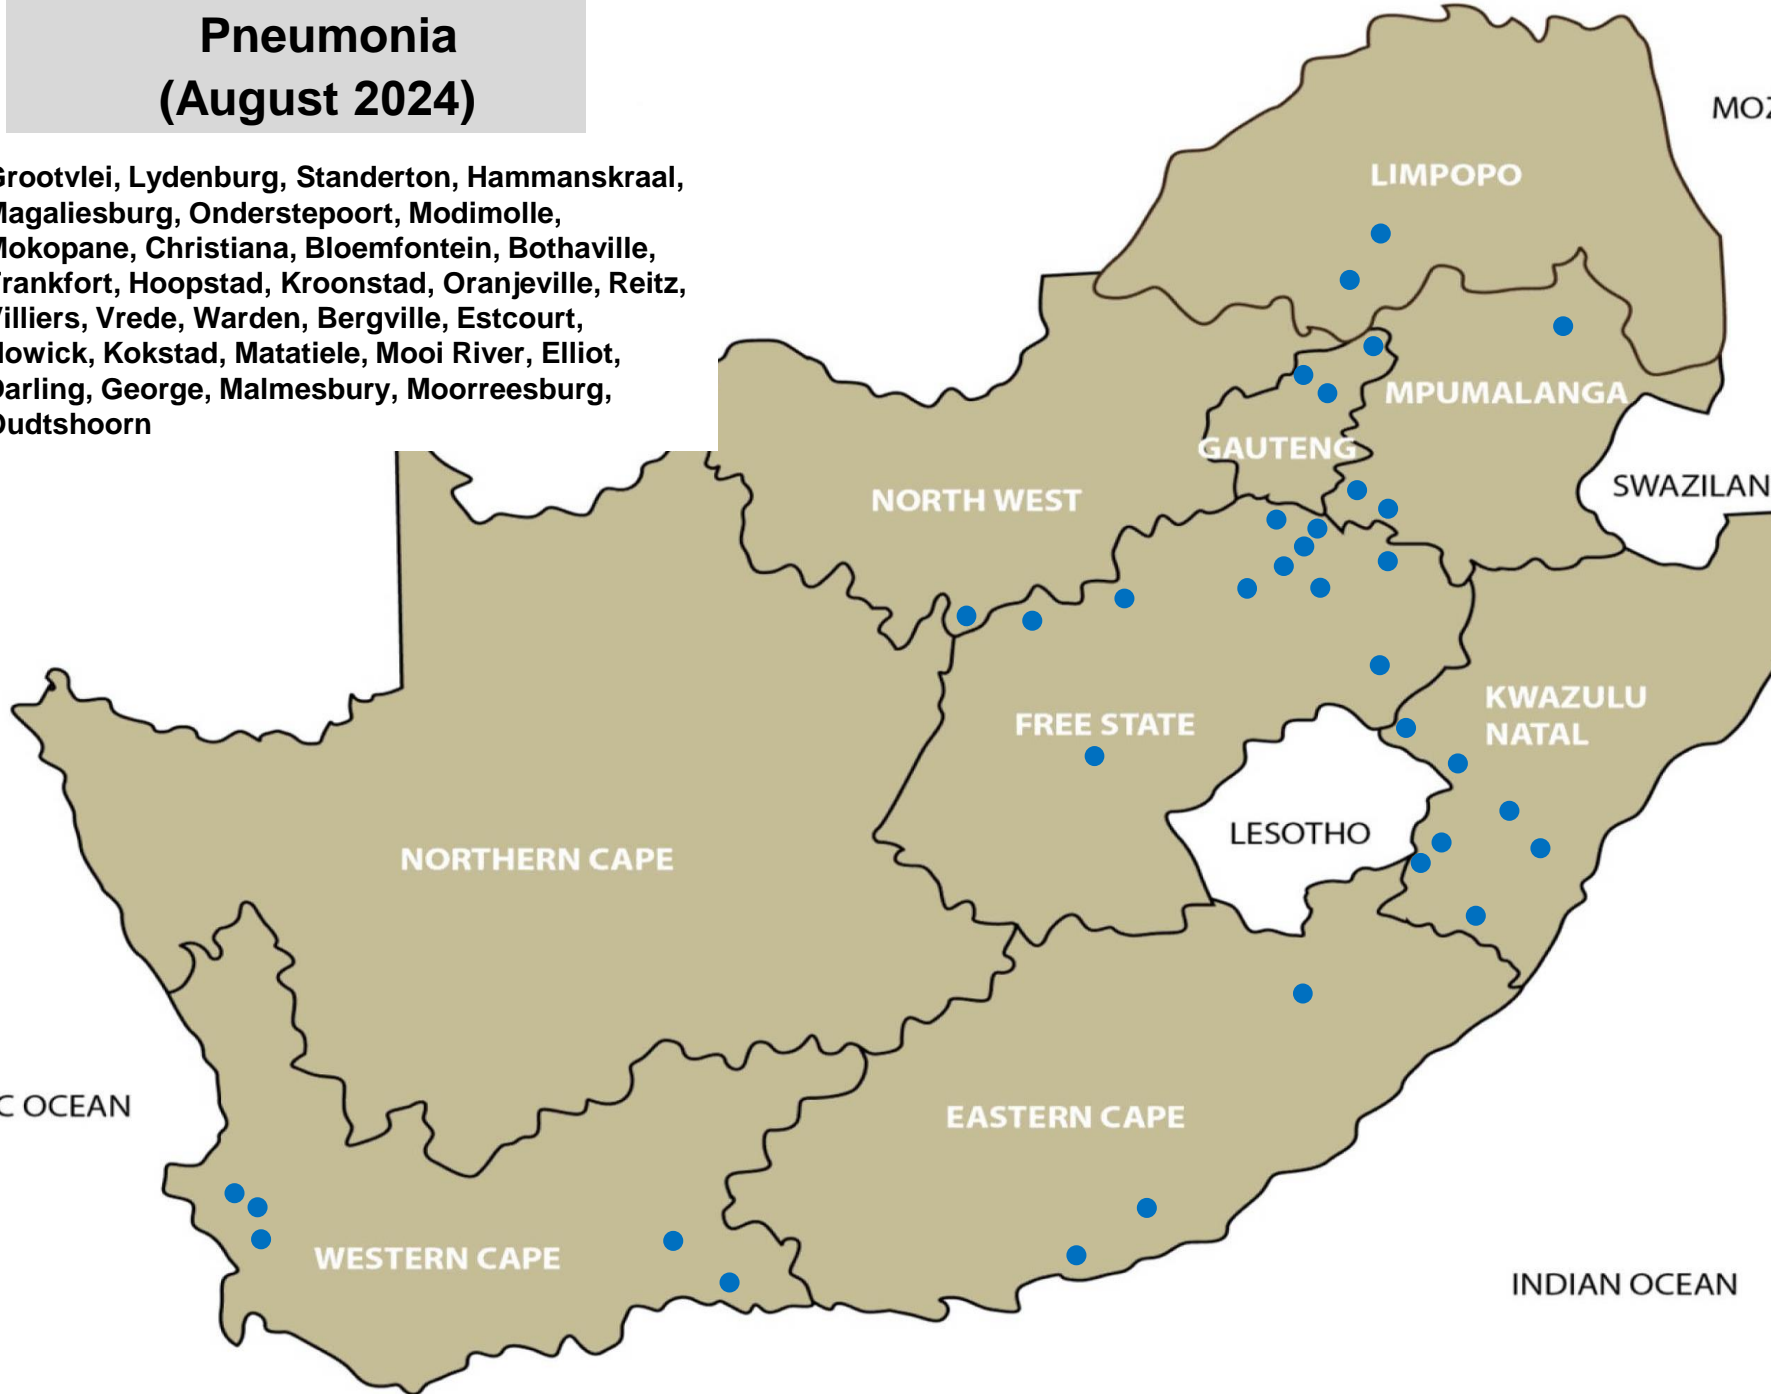 Pneumonia
(August 2024)
Grootvlei, Lydenburg, Standerton, Hammanskraal,
Magaliesburg, Onderstepoort, Modimolle,
Mokopane, Christiana, Bloemfontein, Bothaville,
Frankfort, Hoopstad, Kroonstad, Oranjeville, Reitz,
Villiers, Vrede, Warden, Bergville, Estcourt,
Howick, Kokstad, Matatiele, Mooi River, Elliot,
Darling, George, Malmesbury, Moorreesburg,
Oudtshoorn
MOZ
LIMPOPO
MPUMALANGA
GAUTENG
SWAZILAN
NORTH WEST
KWAZULU
NATAL
FREE STATE
LESOTHO
NORTHERN CAPE
C OCEAN
EASTERN CAPE
WESTERN CAPE
INDIAN OCEAN